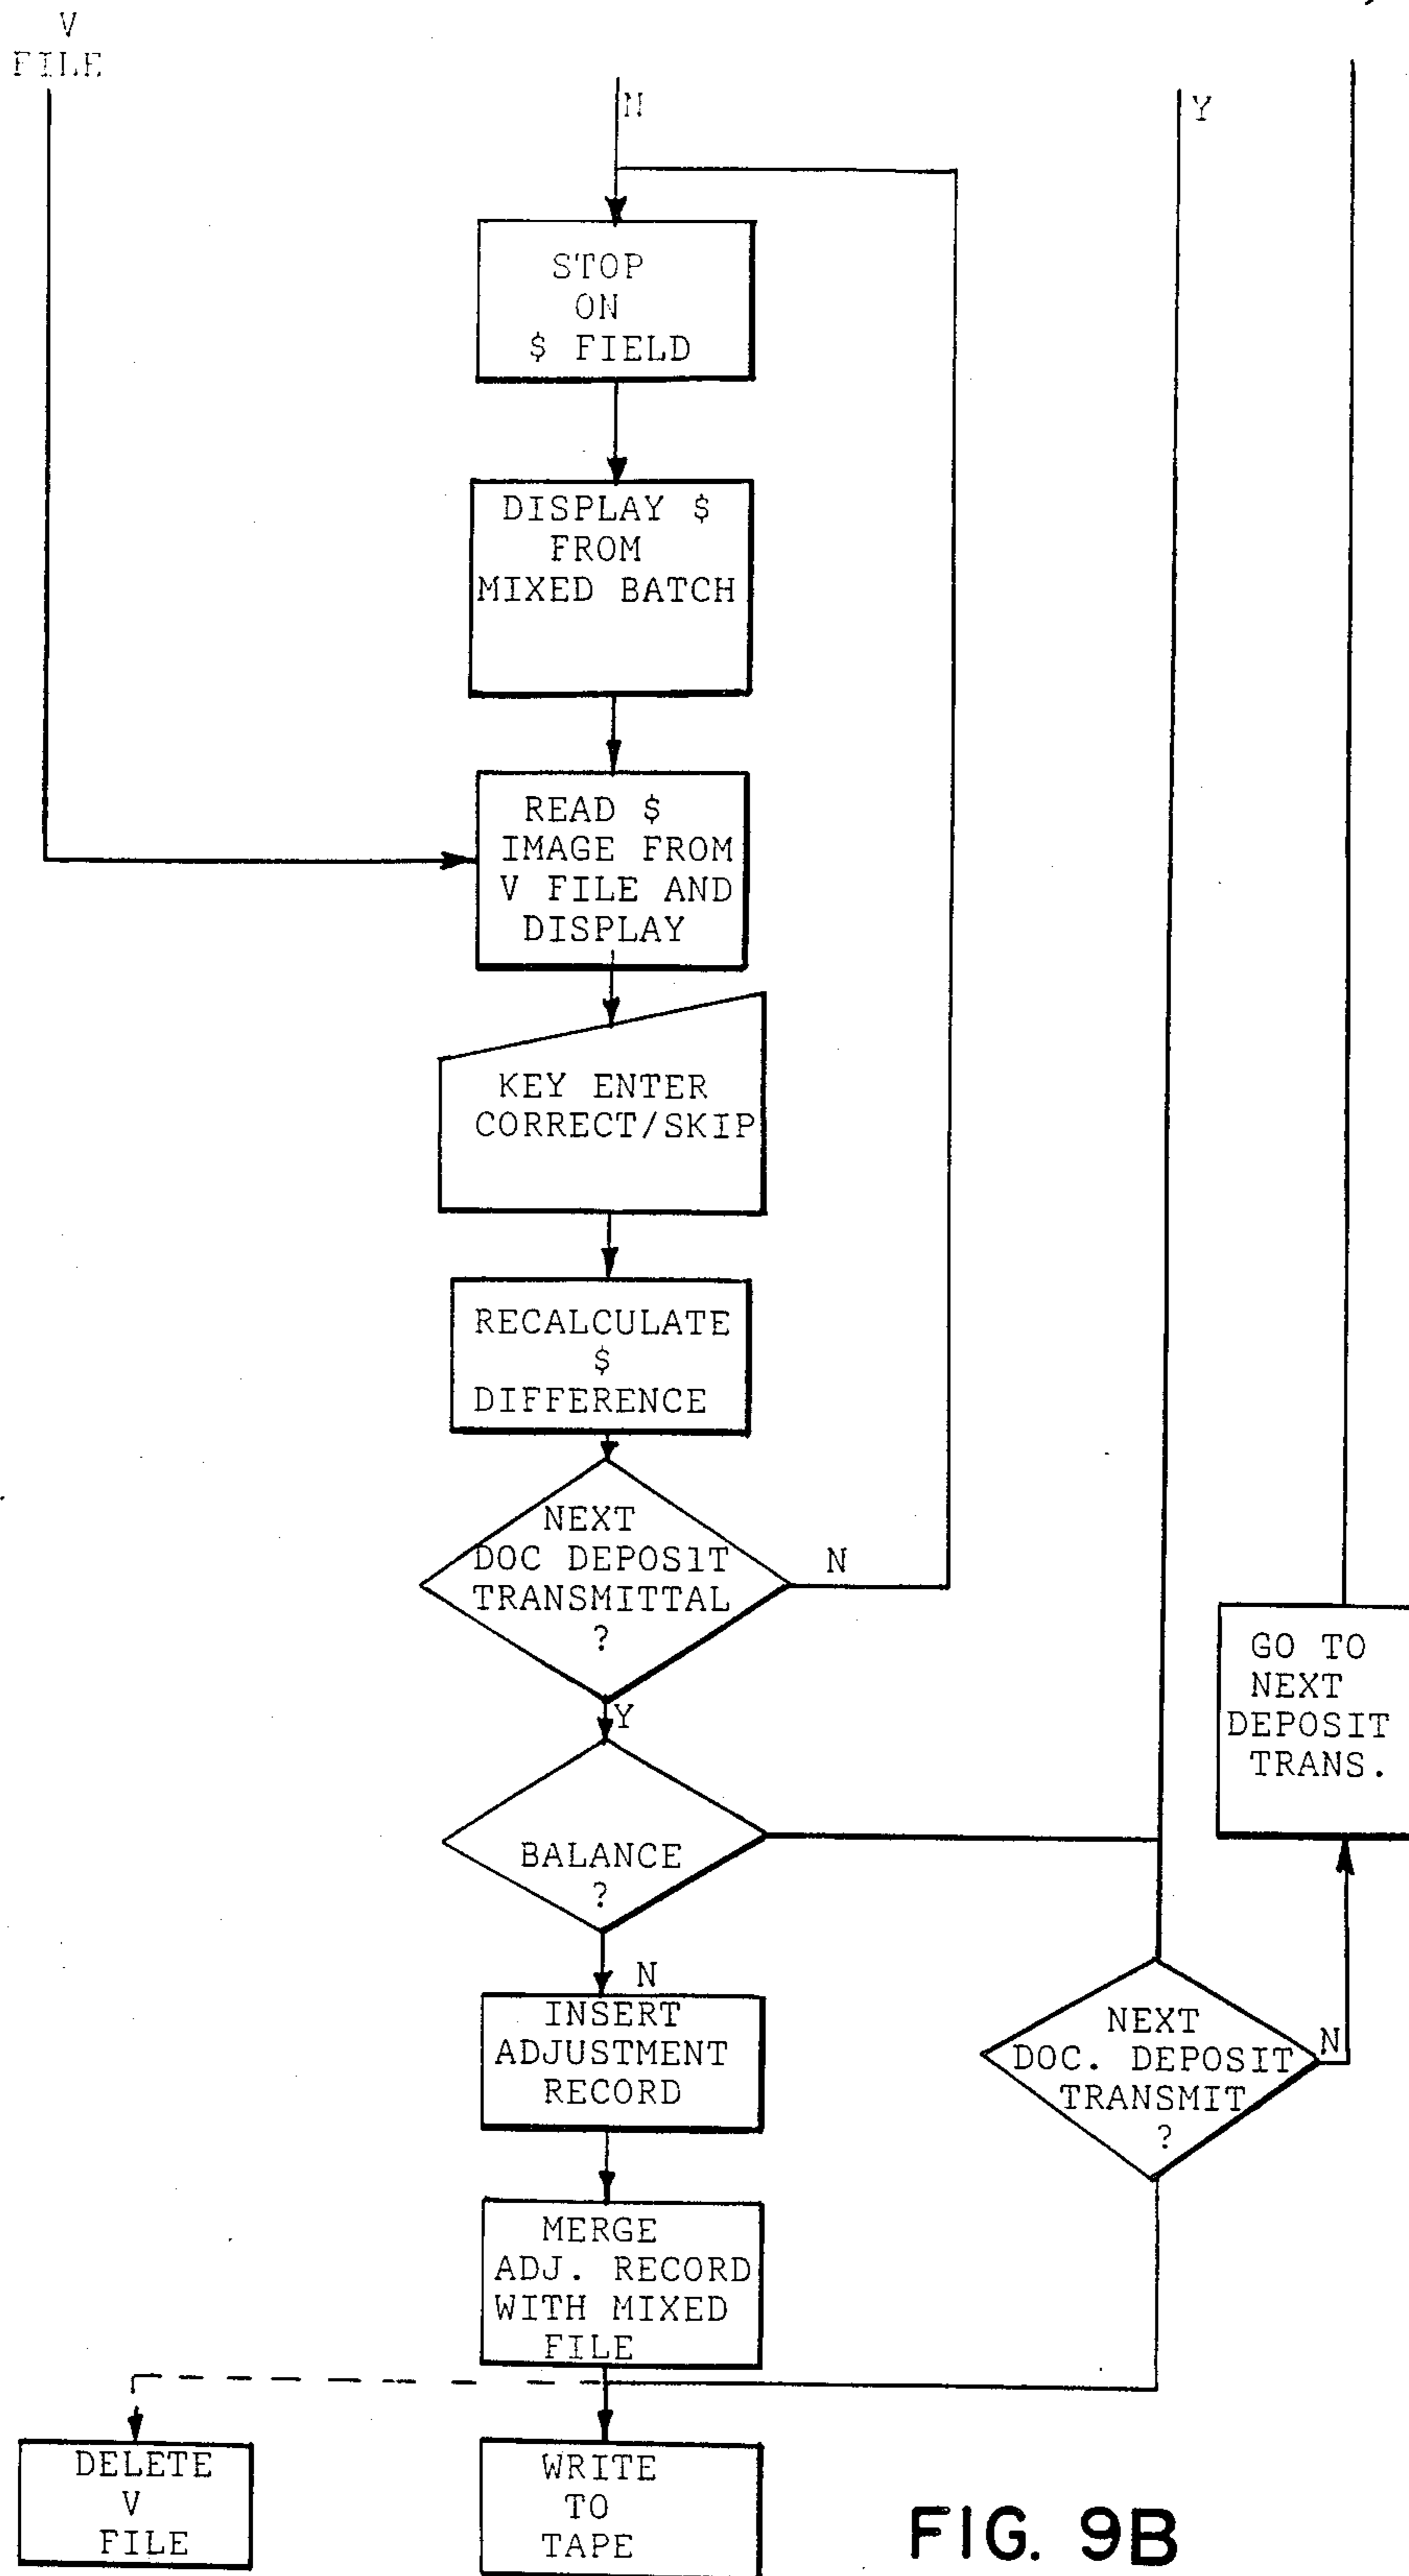 V
FILE
N
Y
STOP
ON
$ FIELD
DISPLAY $
FROM
MIXED BATCH
READ $
IMAGE FROM
V FILE AND
DISPLAY
KEY ENTER
CORRECT/SKIP
RECALCULATE
$
DIFFERENCE
NEXT
DOC DEPOS1T
TRANSMITTAL
?
N
Y
BALANCE
?
N
INSERT
ADJUSTMENT
RECORD
MERGE
ADJ. RECORD
WITH MIXED
FILE
GO TO
NEXT
DEPOSIT
TRANS.
NEXT
DOC. DEPOSIT
TRANSMIT
?
N
DELETE
V
FILE
WRITE
TO
TAPE
FIG. 9B